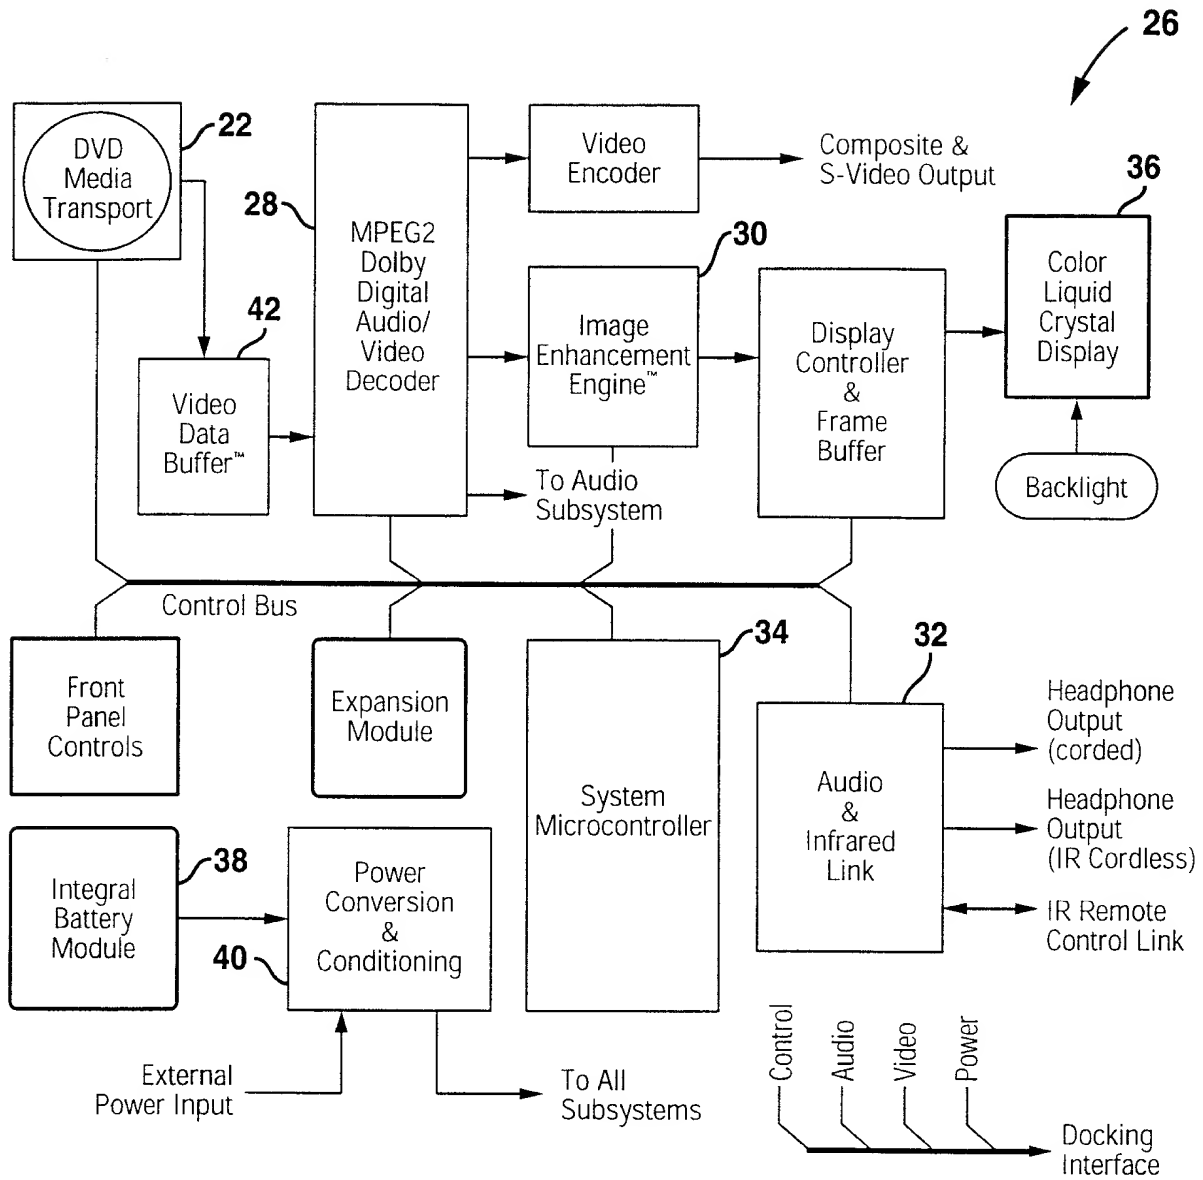 26
22
DVD
Media
Transport
28
MPEG2
Dolby
Digital
Audio/
Video
Decoder
Video
Encoder
Composite &
S-Video Output
36
Color
Liquid
Crystal
Display
30
Image
Enhancement
Engine™
Display
Controller
&
Frame
Buffer
42
Video
Data
Buffer™
To Audio
Subsystem
Backlight
Control Bus
Front
Panel
Controls
Expansion
Module
34
System
Microcontroller
32
Audio
&
Infrared
Link
Headphone
Output
(corded)
Headphone
Output
(IR Cordless)
IR Remote
Control Link
38
Integral
Battery
Module
40
Power
Conversion
&
Conditioning
External
Power Input
To All
Subsystems
Control
Audio
Video
Power
Docking
Interface